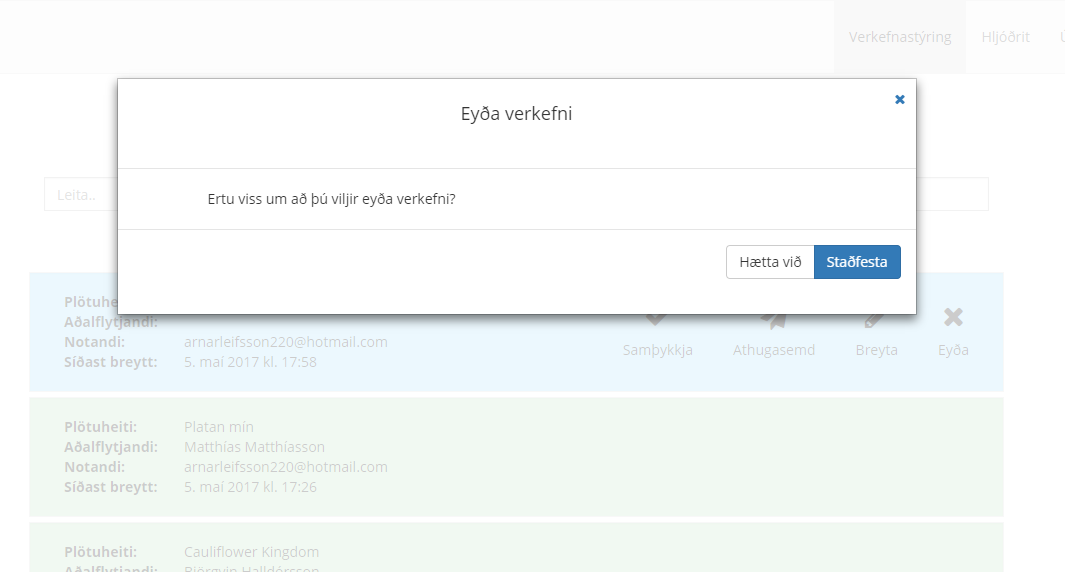 Verkefnastýring Hljóðrit
Eyða verkefni
Leita..
Ertu viss um að þú viljir eyða verkefni?
Hætta við Staðfesta
Aðalflytjandi:
Notandi: arnarleifsson220@hotmail.com
Síðast breytt: 5. maí 2017 kl. 17:58
Samþykkja Athugasemd Breyta Eyða
Plötuheiti: Platan mín
Aðalflytjandi: Matthías Matthíasson
Notandi: arnarleifsson220@hotmail.com
Síðast breytt: 5. maí 2017 kl. 17:26
Plötuheiti: Cauliflower Kingdom
Aðalflytjandi: Björgvin Halldórsson